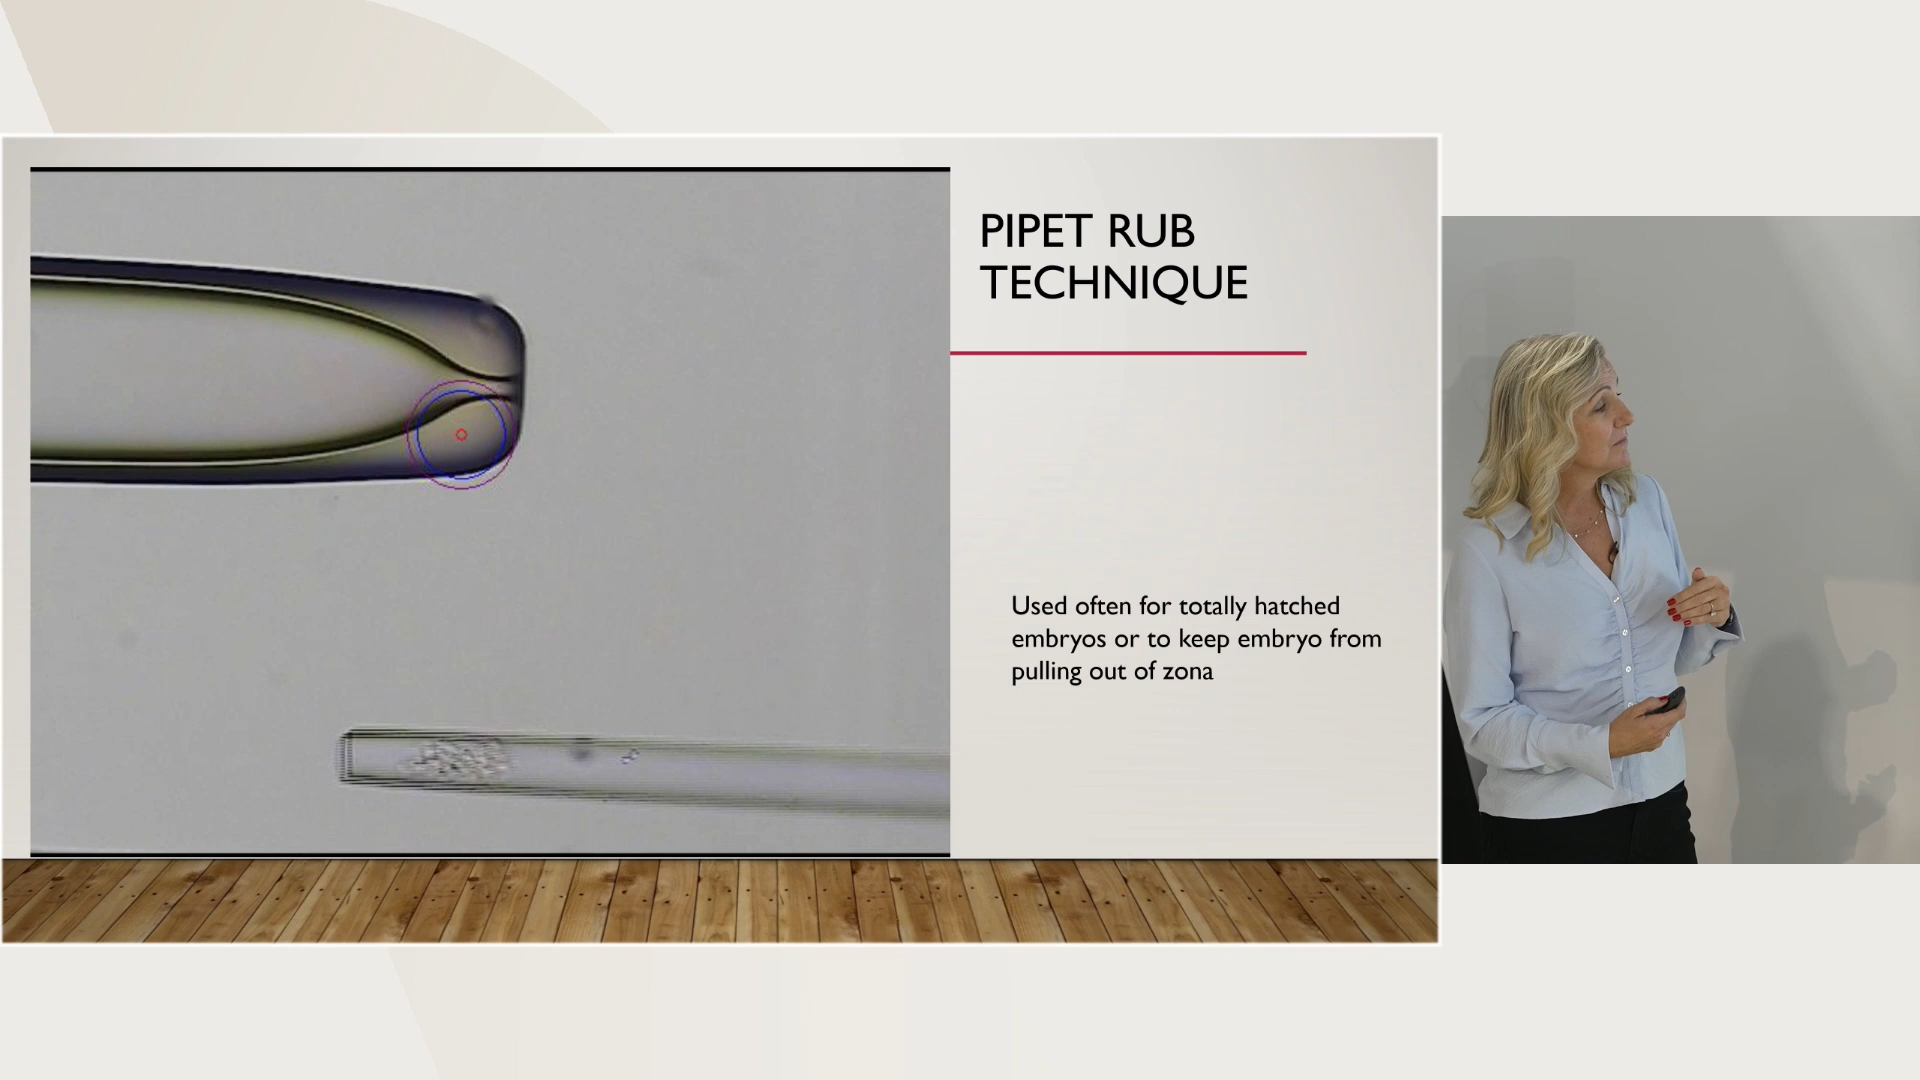 PIPET RUB
TECHNIQUE
Used often for totally hatched
embryos or to keep embryo from
pulling out of zona